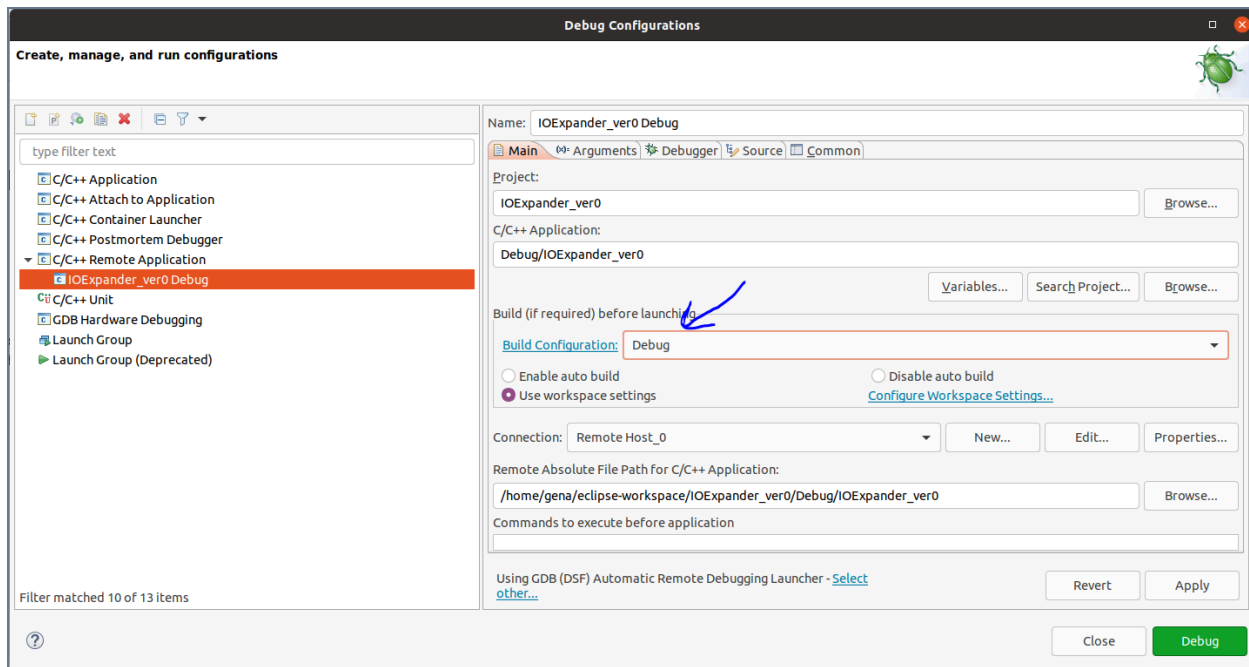 Debug Configurations
Create, manage, and run configurations
type filter text
C/C++ Application
C/C++ Attach to Application
C/C++ Container Launcher
C/C++ Postmortem Debugger
C/C++ Remote Application
IOExpander_ver0 Debug
C/C++ Unit
GDB Hardware Debugging
Launch Group
Launch Group (Deprecated)
Filter matched 10 of 13 items
Name: IOExpander_ver0 Debug
Main Arguments Debugger Source Common
Project:
IOExpander_ver0 Browse...
C/C++ Application:
Debug/IOExpander_ver0
Variables... Search Project... Browse...
Build (if required) before launching
Build Configuration: Debug
Enable auto build Disable auto build
Use workspace settings Configure Workspace Settings...
Connection: Remote Host_0 New... Edit... Properties...
Remote Absolute File Path for C/C++ Application:
/home/gena/eclipse-workspace/IOExpander_ver0/Debug/IOExpander_ver0 Browse...
Commands to execute before application
Using GDB (DSF) Automatic Remote Debugging Launcher - Select
other...
Revert Apply
Close Debug